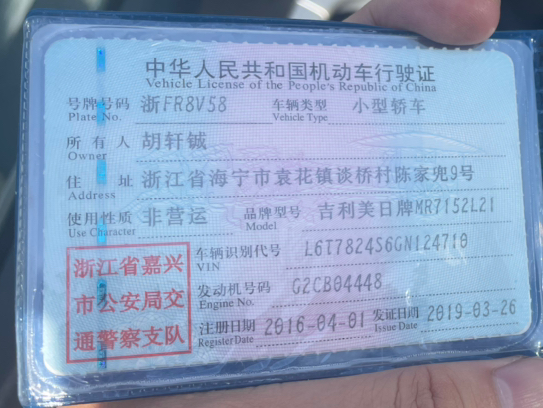 中华人民共和国机动车行驶证
Vehicle License of the People's Republic of China
号牌号码 浙FR8V58 车辆类型 小型轿车
Plate No. Vehicle Type
所有人 胡轩铖
Owner
住址 浙江省海宁市袁花镇谈桥村陈家兜9号
Address
使用性质 非营运 品牌型号 吉利美日牌MR7152L21
Use Character Model
浙江省嘉兴
市公安局交
通警察支队
车辆识别代号 L6T7824S6GN124710
VIN
发动机号码 G2CB04448
Engine No.
注册日期 2016-04-01 发证日期 2019-03-26
Register Date Issue Date